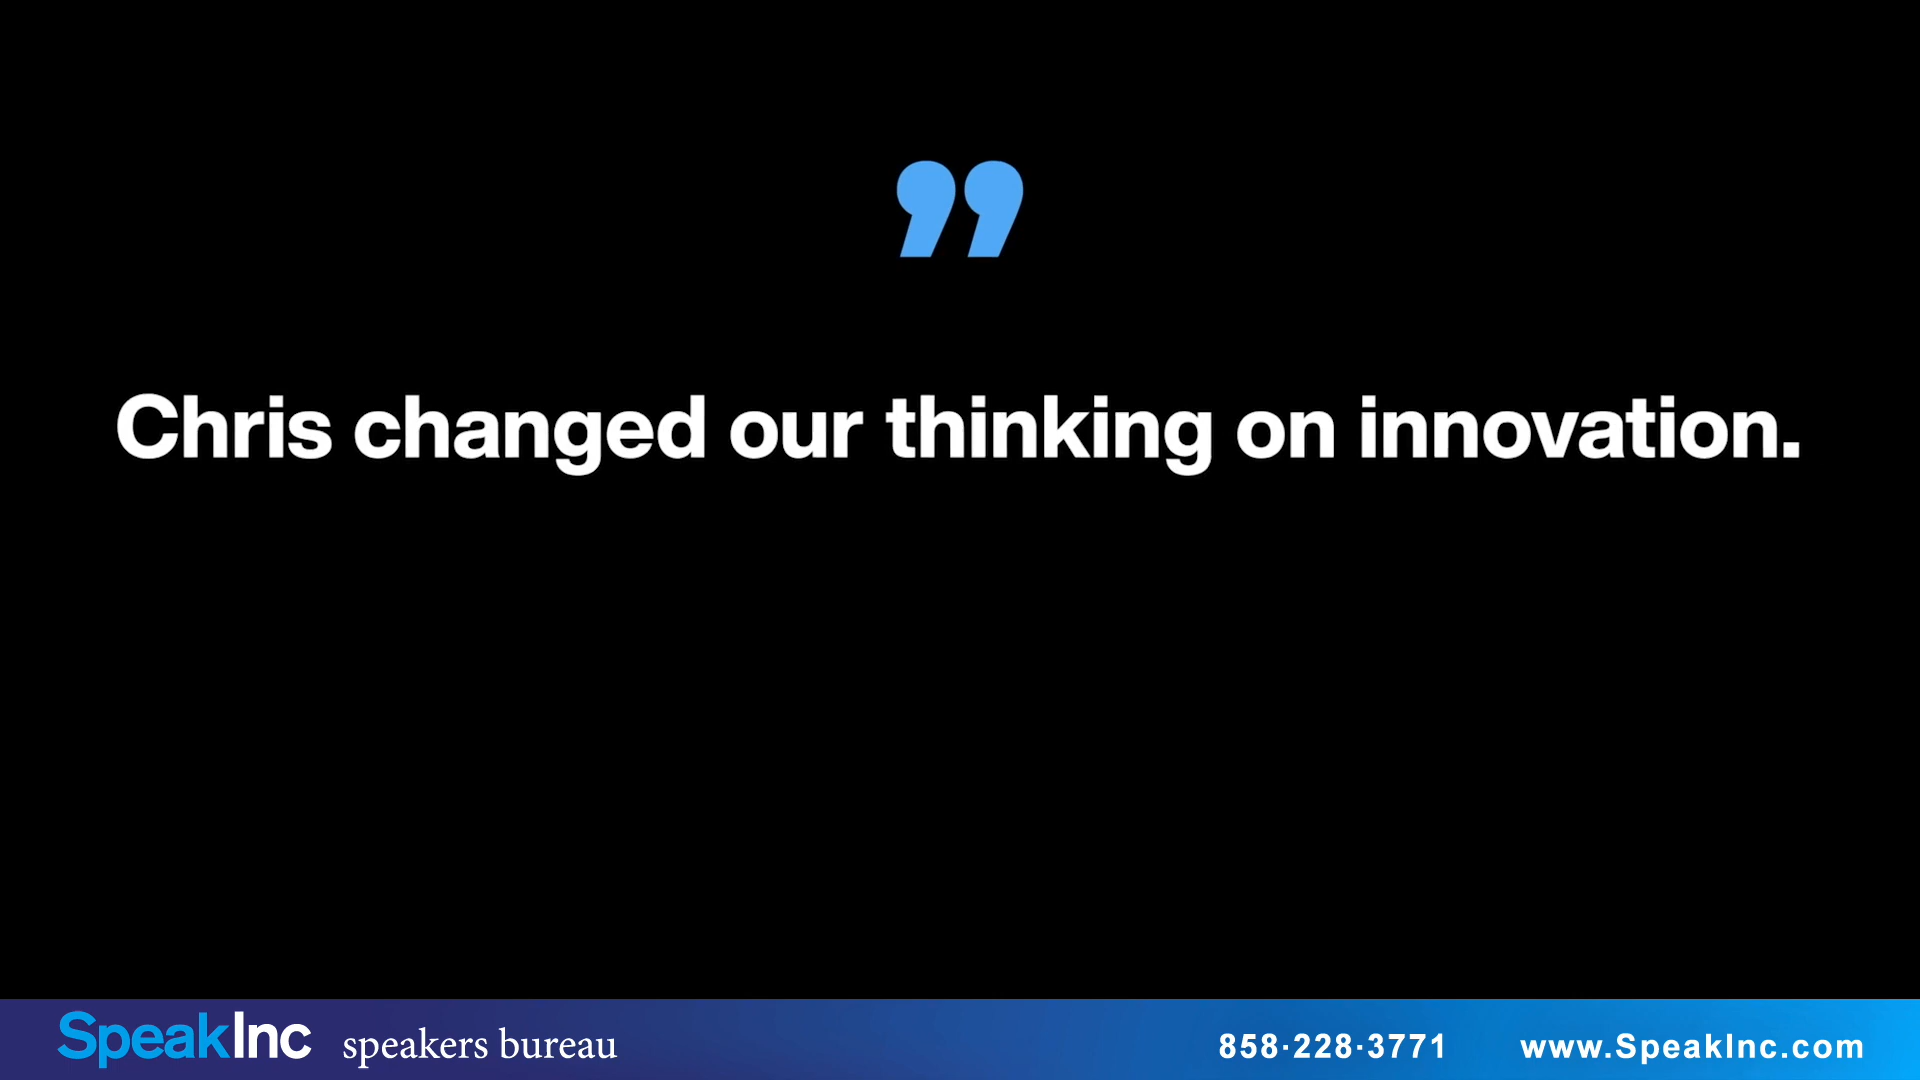 ”
Chris changed our thinking on innovation.
SpeakInc speakers bureau 858·228·3771 www.SpeakInc.com